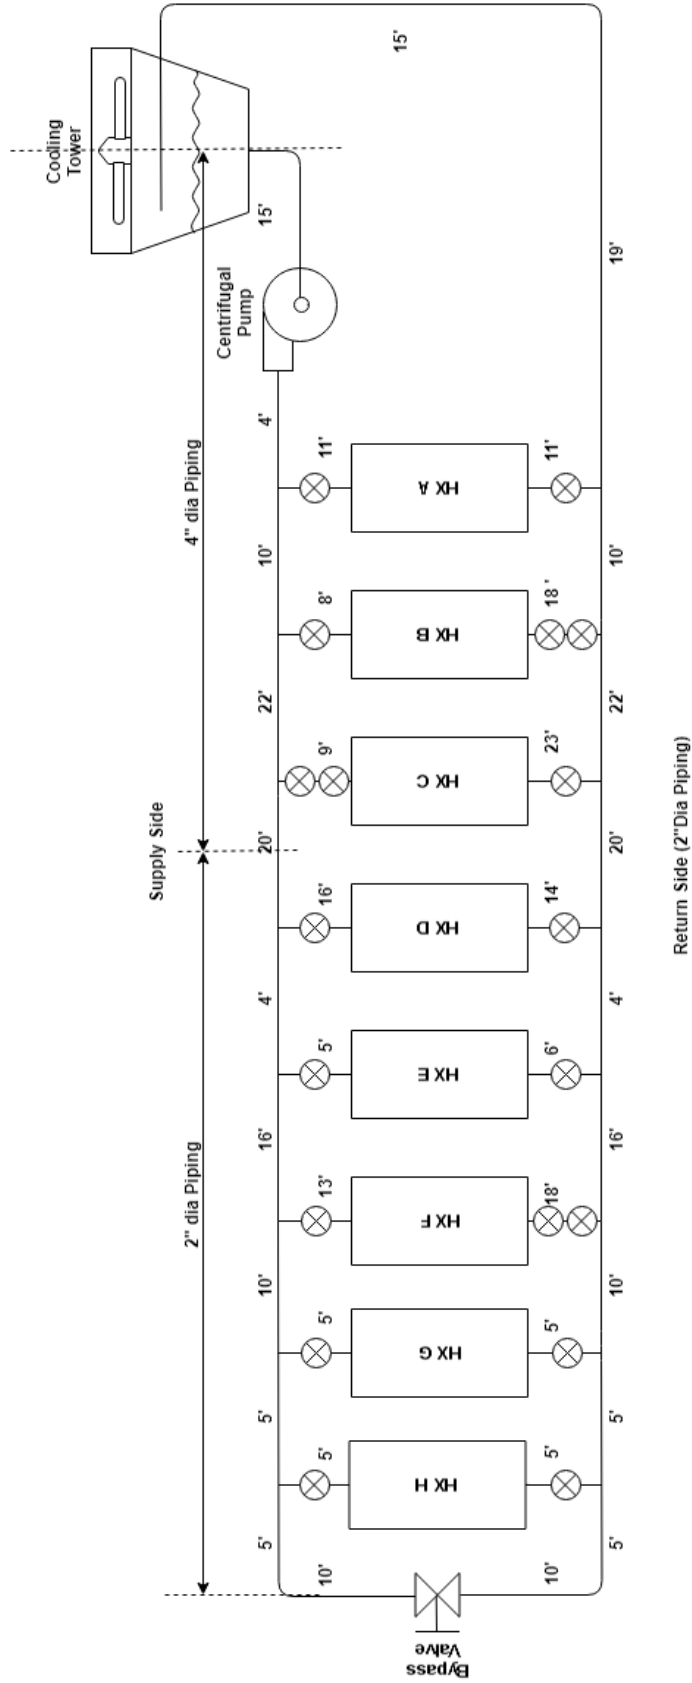 Cooling
Tower
Supply Side
2" dia Piping
4" dia Piping
Centrifugal
Pump
5'
5'
10'
16'
4'
20'
22'
10'
4'
15'
10'
5'
5'
13'
5'
16'
9'
8'
11'
15'
Bypass
Valve
HX H
HX G
HX F
HX E
HX D
HX C
HX B
HX A
10'
5'
5'
18'
6'
14'
23'
18 '
11'
5'
5'
10'
16'
4'
20'
22'
10'
19'
Return Side (2"Dia Piping)